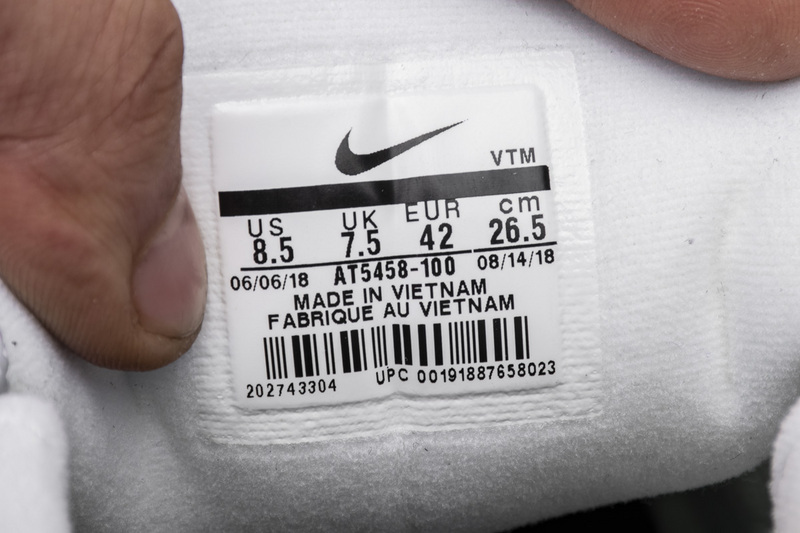 VTM
US UK EUR cm
8.5 7.5 42 26.5
06/06/18 AT5458-100 08/14/18
MADE IN VIETNAM
FABRIQUE AU VIETNAM
202743304 UPC 00191887658023